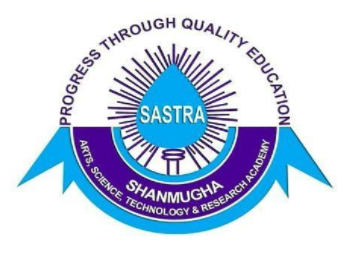 PROGRESS THROUGH QUALITY EDUCATION
SASTRA
SHANMUGHA
ARTS, SCIENCE, TECHNOLOGY & RESEARCH ACADEMY